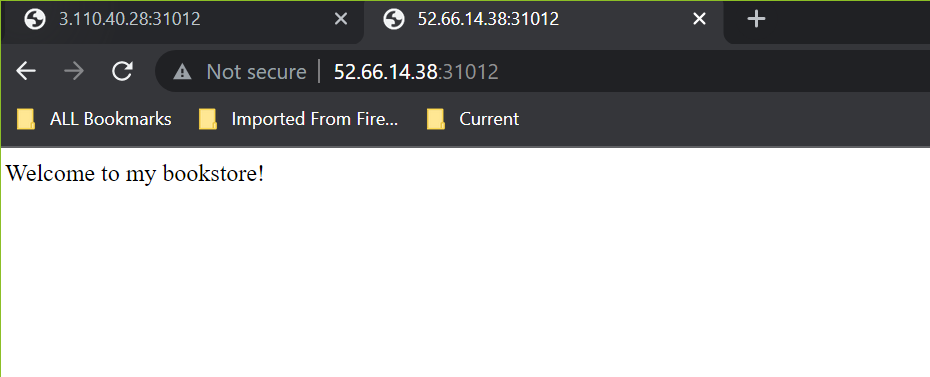 3.110.40.28:31012
52.66.14.38:31012
Not secure 52.66.14.38:31012
ALL Bookmarks Imported From Fire... Current
Welcome to my bookstore!